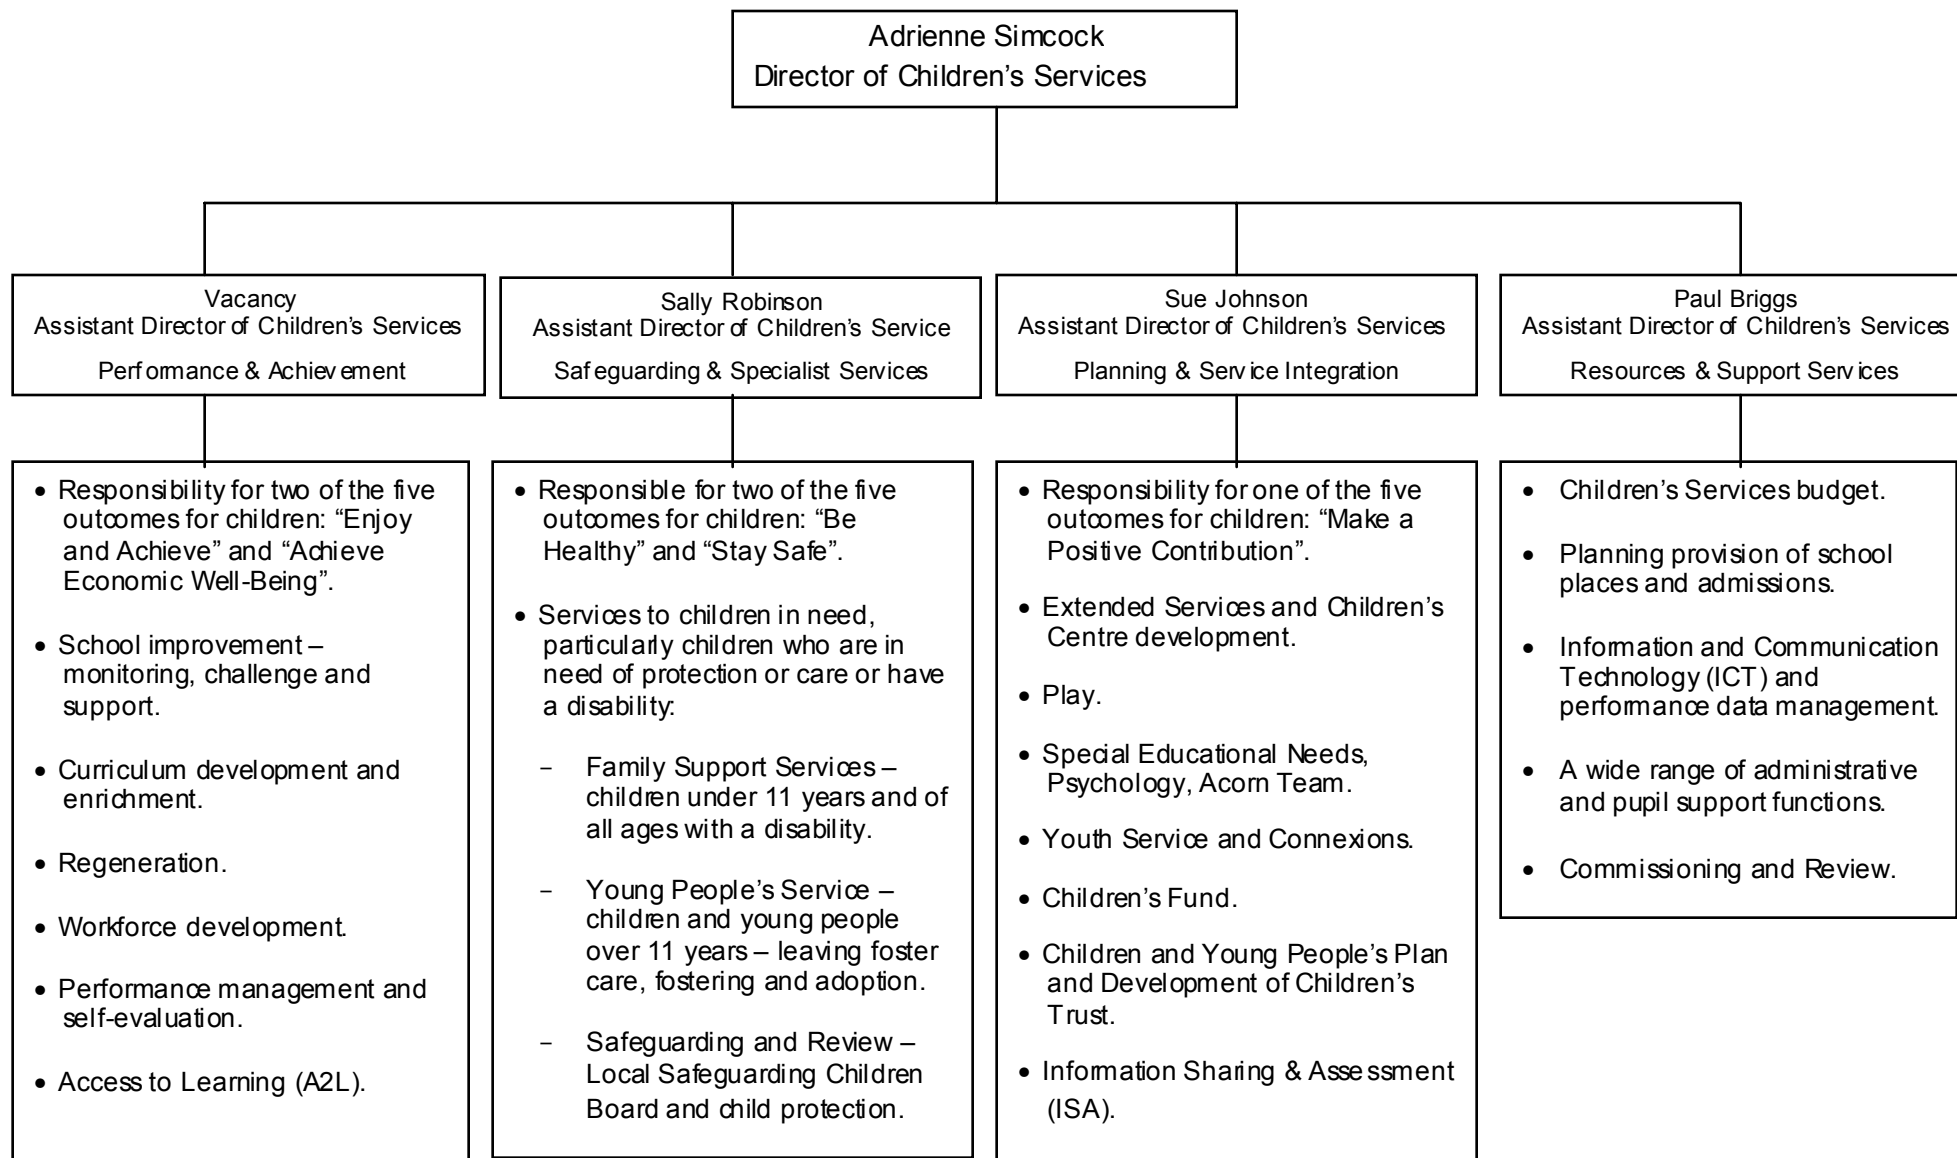 Adrienne Simcock
Director of Children’s Services
Vacancy
Assistant Director of Children’s Services
Performance & Achievement
Sally Robinson
Assistant Director of Children’s Service
Safeguarding & Specialist Services
Sue Johnson
Assistant Director of Children’s Services
Planning & Service Integration
Paul Briggs
Assistant Director of Children’s Services
Resources & Support Services
• Responsibility for two of the five
outcomes for children: “Enjoy
and Achieve” and “Achieve
Economic Well-Being”.
• School improvement –
monitoring, challenge and
support.
• Curriculum development and
enrichment.
• Regeneration.
• Workforce development.
• Performance management and
self-evaluation.
• Access to Learning (A2L).
• Responsible for two of the five
outcomes for children: “Be
Healthy” and “Stay Safe”.
• Services to children in need,
particularly children who are in
need of protection or care or have
a disability:
– Family Support Services –
children under 11 years and of
all ages with a disability.
– Young People’s Service –
children and young people
over 11 years – leaving foster
care, fostering and adoption.
– Safeguarding and Review –
Local Safeguarding Children
Board and child protection.
• Responsibility for one of the five
outcomes for children: “Make a
Positive Contribution”.
• Extended Services and Children’s
Centre development.
• Play.
• Special Educational Needs,
Psychology, Acorn Team.
• Youth Service and Connexions.
• Children’s Fund.
• Children and Young People’s Plan
and Development of Children’s
Trust.
• Information Sharing & Assessment
(ISA).
• Children’s Services budget.
• Planning provision of school
places and admissions.
• Information and Communication
Technology (ICT) and
performance data management.
• A wide range of administrative
and pupil support functions.
• Commissioning and Review.